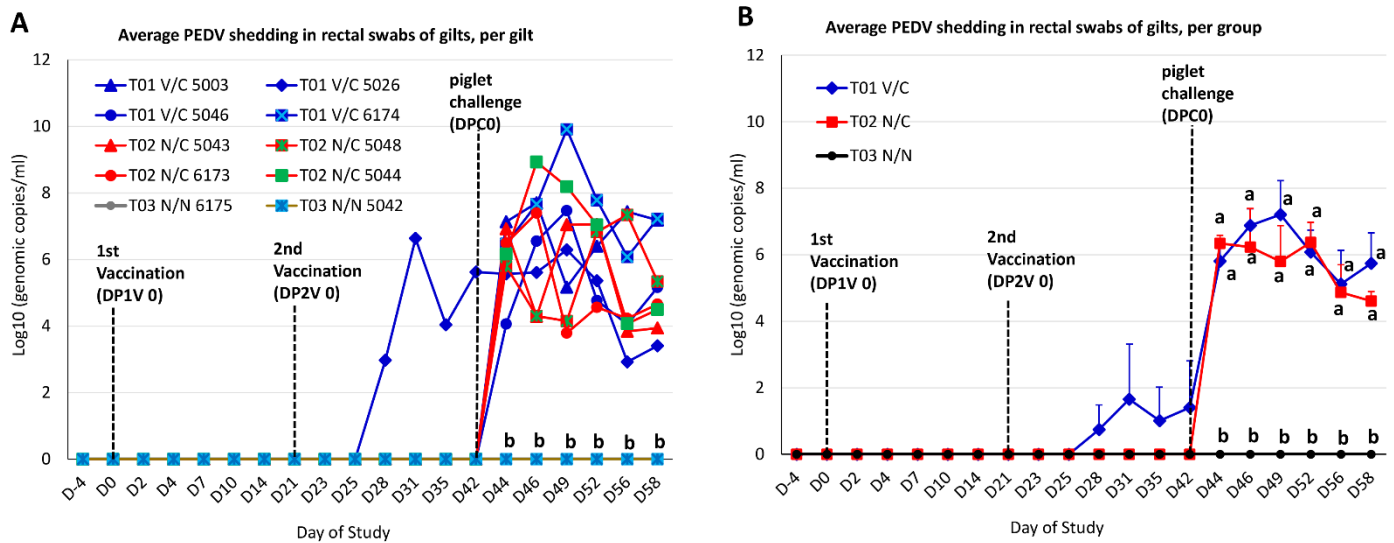 A
Average PEDV shedding in rectal swabs of gilts, per gilt
12
10
8
6
4
2
0
Log10 (genomic copies/ml)
T01 V/C 5003
T01 V/C 5026
T01 V/C 5046
T01 V/C 6174
T02 N/C 5043
T02 N/C 5048
T02 N/C 6173
T02 N/C 5044
T03 N/N 6175
T03 N/N 5042
piglet
challenge
(DPC0)
1st
Vaccination
(DP1V 0)
2nd
Vaccination
(DP2V 0)
b b b b b b
D-4 D0 D2 D4 D7 D10 D14 D21 D23 D25 D28 D31 D35 D42 D44 D46 D49 D52 D56 D58
Day of Study
B
Average PEDV shedding in rectal swabs of gilts, per group
12
10
8
6
4
2
0
Log10 (genomic copies/ml)
T01 V/C
T02 N/C
T03 N/N
piglet
challenge
(DPC0)
1st
Vaccination
(DP1V 0)
2nd
Vaccination
(DP2V 0)
a a a a a a
a a a a a a
b b b b b b
D-4 D0 D2 D4 D7 D10 D14 D21 D23 D25 D28 D31 D35 D42 D44 D46 D49 D52 D56 D58
Day of Study